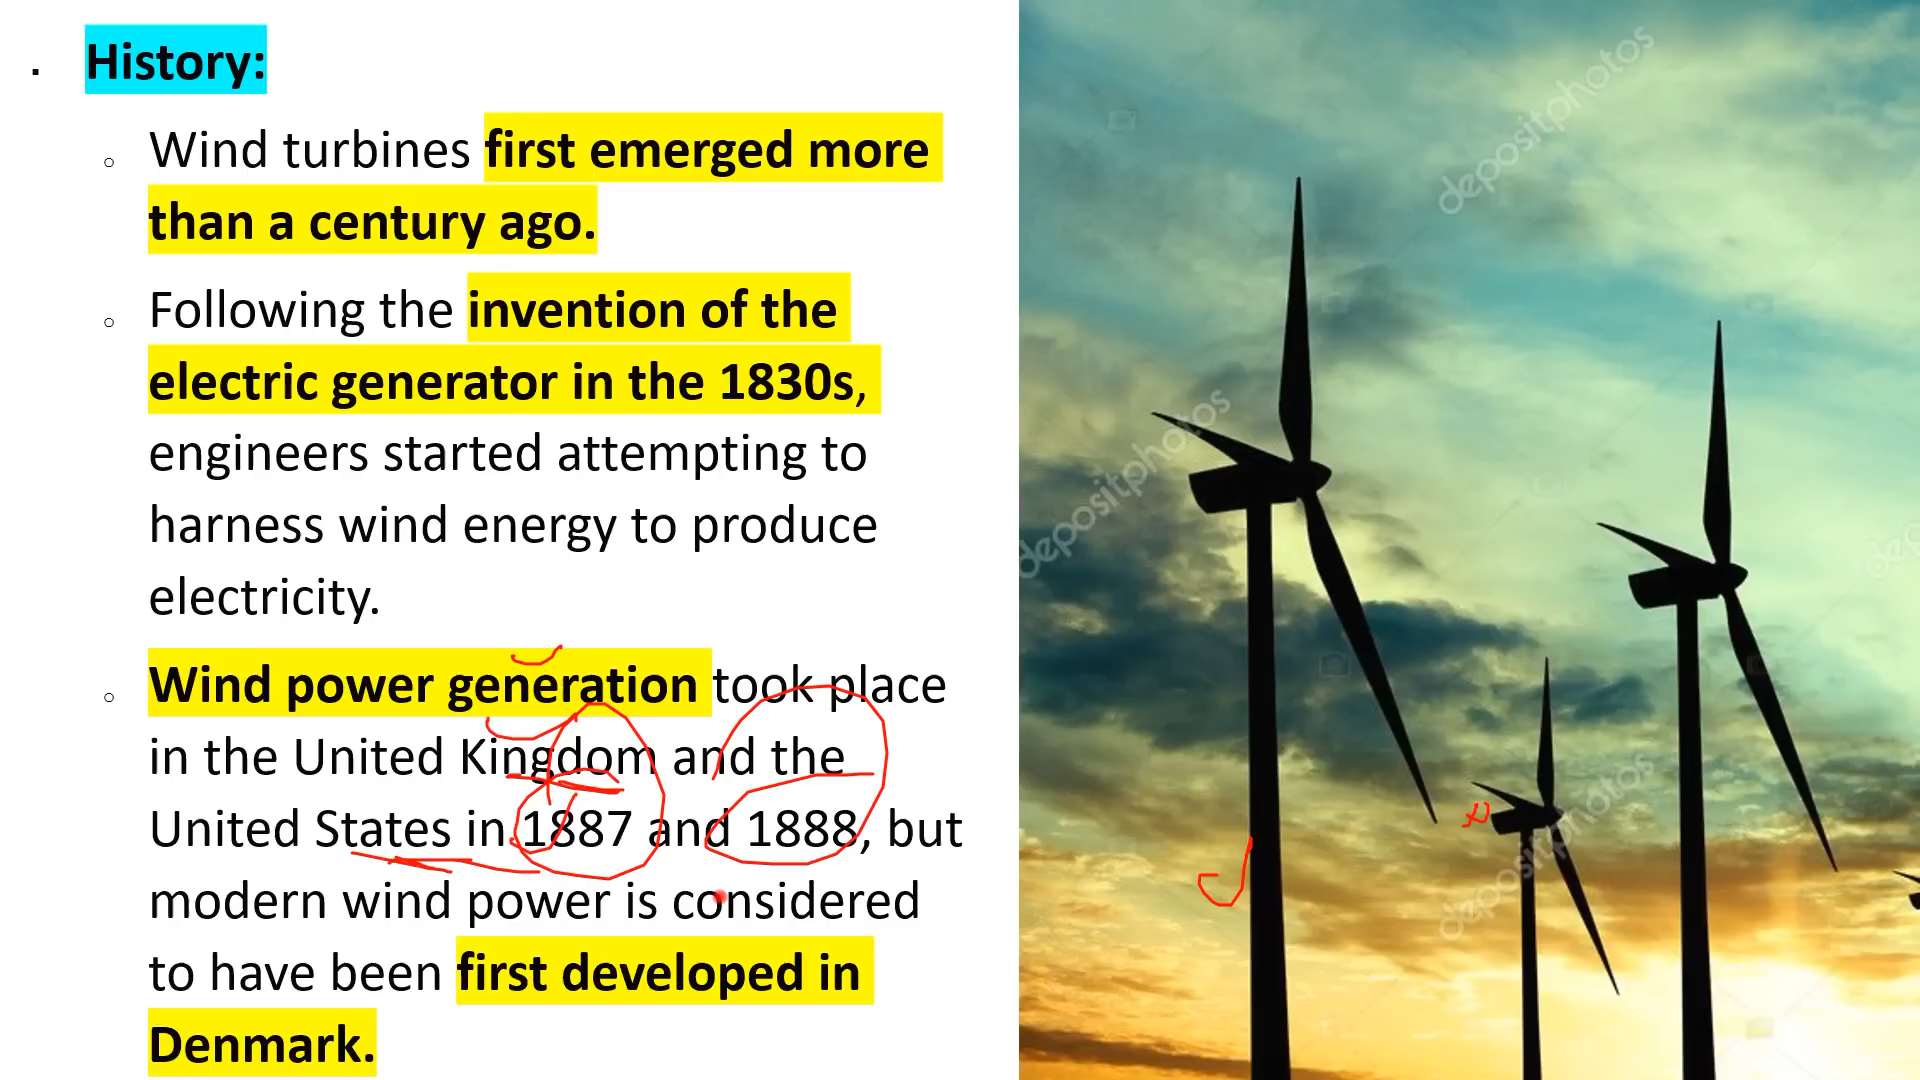 ▪ History:
○ Wind turbines first emerged more
than a century ago.
○ Following the invention of the
electric generator in the 1830s,
engineers started attempting to
harness wind energy to produce
electricity.
○ Wind power generation took place
in the United Kingdom and the
United States in 1887 and 1888, but
modern wind power is considered
to have been first developed in
Denmark.
depositphotos
depositphotos
depositphotos